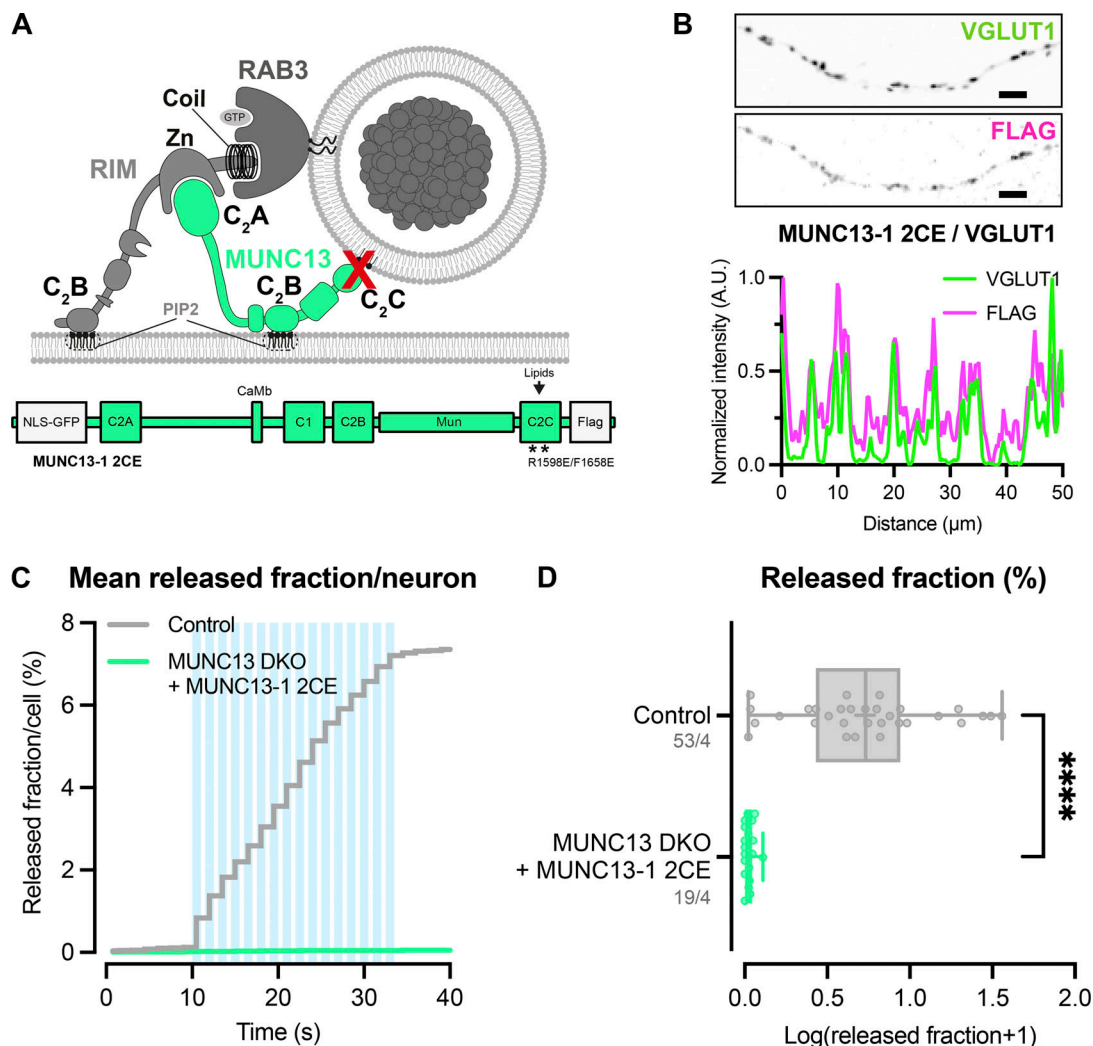 A
RAB3
Coil
GTP
Zn
RIM
C2A
MUNC13
X
C2B
C2B
C2C
PIP2
Lipids
CaMb
NLS-GFP
C2A
C1
C2B
Mun
C2C
Flag
**
MUNC13-1 2CE
R1598E/F1658E
B
VGLUT1
FLAG
MUNC13-1 2CE / VGLUT1
Normalized intensity (A.U.)
1.0
0.5
0.0
VGLUT1
FLAG
0 10 20 30 40 50
Distance (µm)
C
Mean released fraction/neuron
Released fraction/cell (%)
8
6
4
2
0
Control
MUNC13 DKO
+ MUNC13-1 2CE
0 10 20 30 40
Time (s)
D
Released fraction (%)
Control
53/4
MUNC13 DKO
+ MUNC13-1 2CE
19/4
****
0.0 0.5 1.0 1.5 2.0
Log(released fraction+1)